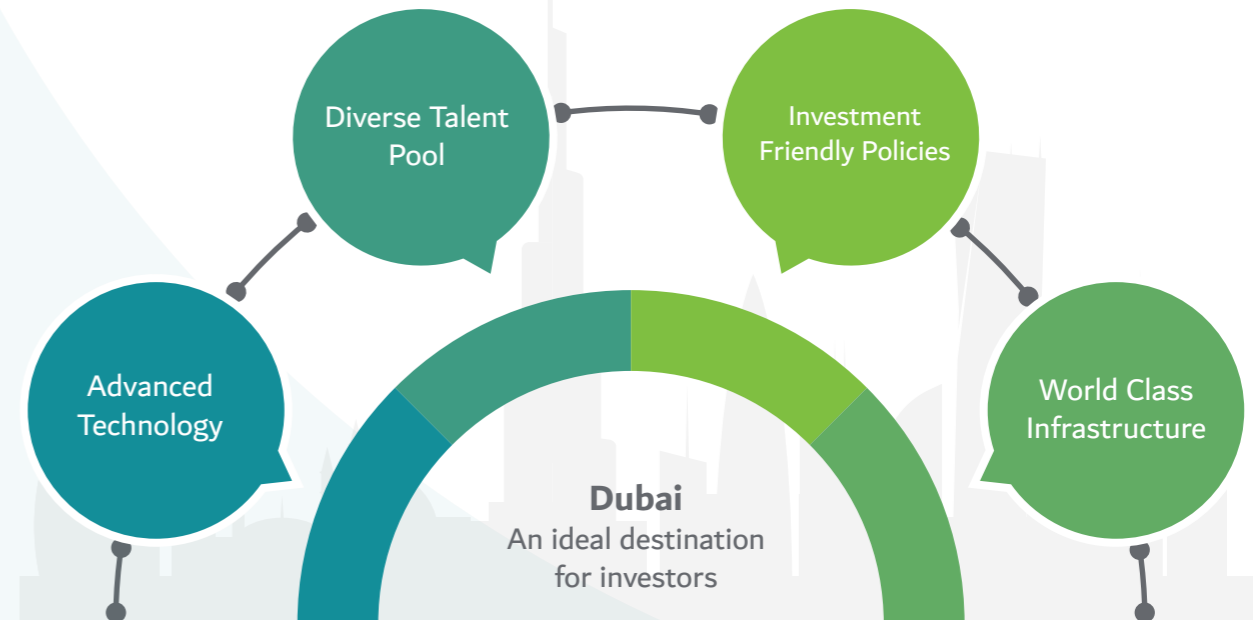 Diverse Talent
Pool
Investment
Friendly Policies
Advanced
Technology
World Class
Infrastructure
Dubai
An ideal destination
for investors